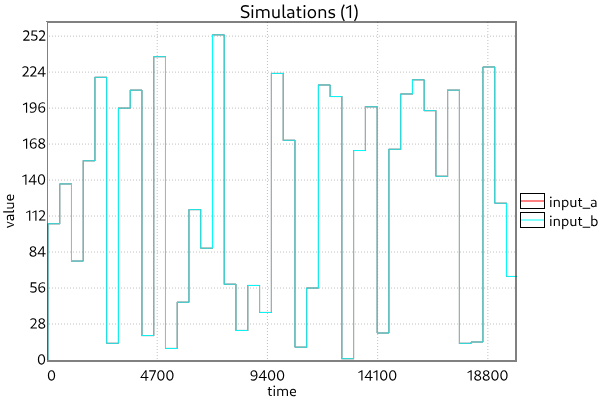 Simulations (1)
252
224
196
168
140
112
84
56
28
0
value
0 4700 9400 14100 18800
time
input_a
input_b